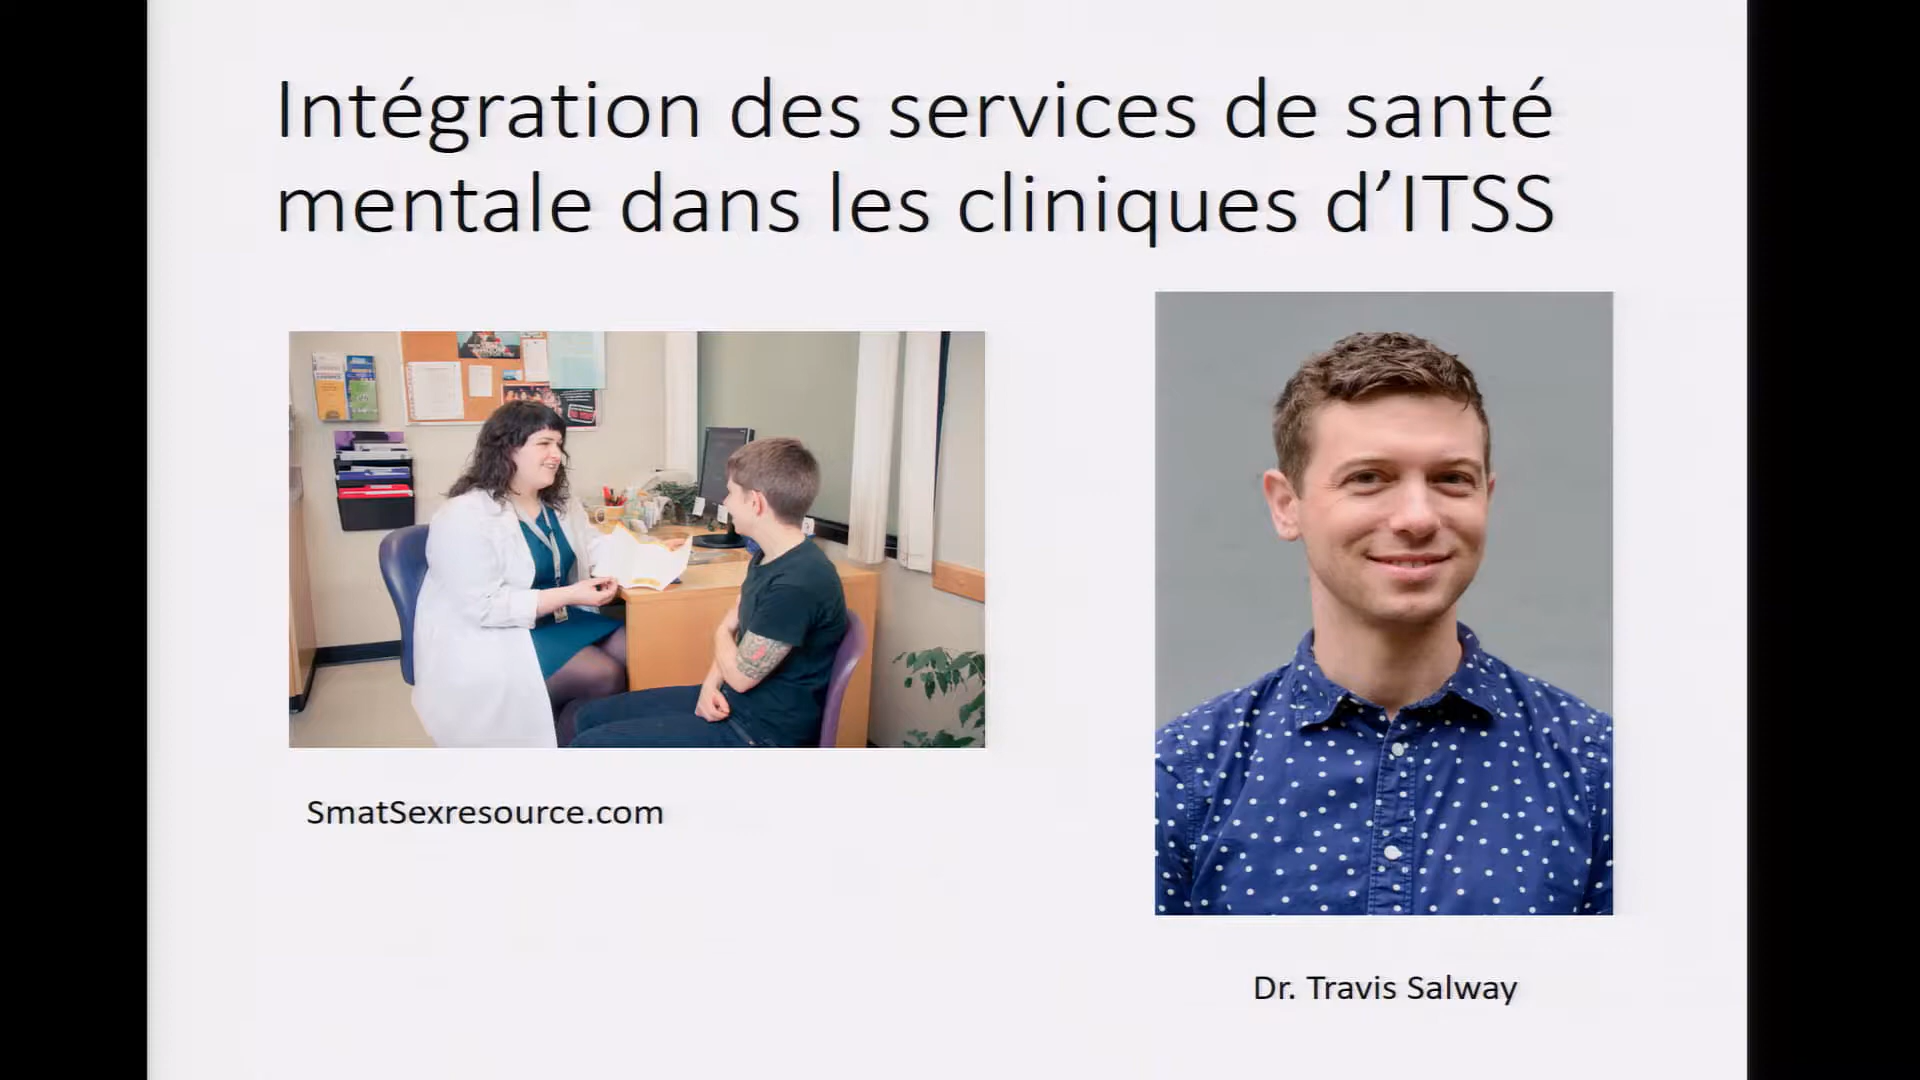 Intégration des services de santé
mentale dans les cliniques d’ITSS
SmatSexresource.com
Dr. Travis Salway